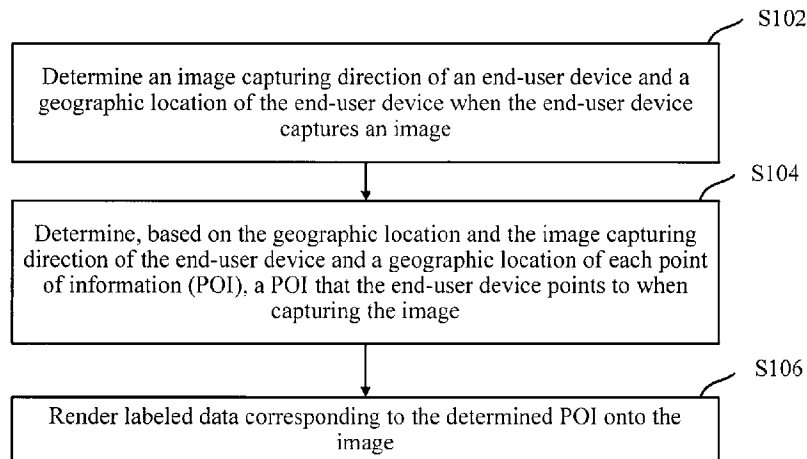 S102
Determine an image capturing direction of an end-user device and a
geographic location of the end-user device when the end-user device
captures an image
S104
Determine, based on the geographic location and the image capturing
direction of the end-user device and a geographic location of each point
of information (POI), a POI that the end-user device points to when
capturing the image
S106
Render labeled data corresponding to the determined POI onto the
image